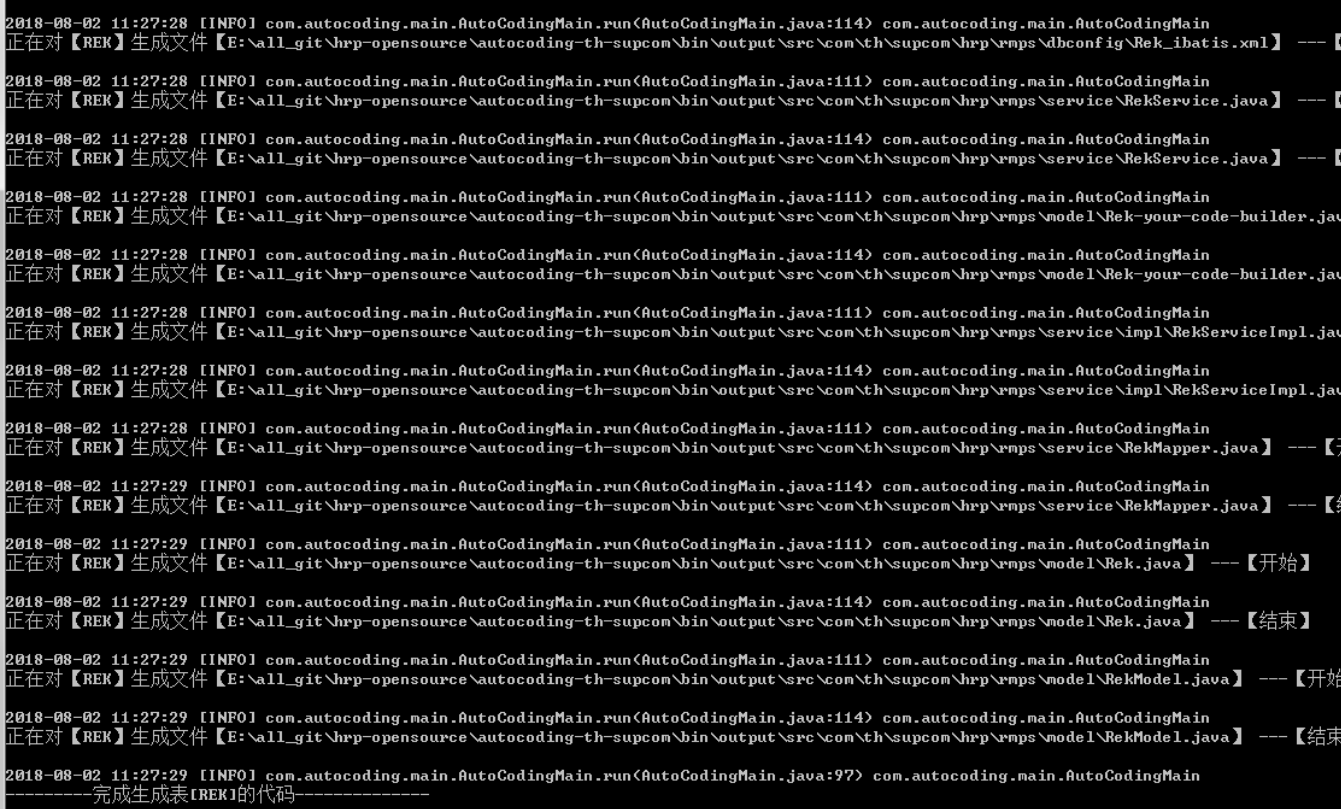 2018-08-02 11:27:28 [INFO] com.autocoding.main.AutoCodingMain.run(AutoCodingMain.java:114) com.autocoding.main.AutoCodingMain
正在对【REK】生成文件【E:\all_git\hrp-opensource\autocoding-th-supcom\bin\output\src\com\th\supcom\hrp\rmps\dbconfig\Rek_ibatis.xml】 ---【
2018-08-02 11:27:28 [INFO] com.autocoding.main.AutoCodingMain.run(AutoCodingMain.java:111) com.autocoding.main.AutoCodingMain
正在对【REK】生成文件【E:\all_git\hrp-opensource\autocoding-th-supcom\bin\output\src\com\th\supcom\hrp\rmps\service\RekService.java】 ---【
2018-08-02 11:27:28 [INFO] com.autocoding.main.AutoCodingMain.run(AutoCodingMain.java:114) com.autocoding.main.AutoCodingMain
正在对【REK】生成文件【E:\all_git\hrp-opensource\autocoding-th-supcom\bin\output\src\com\th\supcom\hrp\rmps\service\RekService.java】 ---【
2018-08-02 11:27:28 [INFO] com.autocoding.main.AutoCodingMain.run(AutoCodingMain.java:111) com.autocoding.main.AutoCodingMain
正在对【REK】生成文件【E:\all_git\hrp-opensource\autocoding-th-supcom\bin\output\src\com\th\supcom\hrp\rmps\model\Rek-your-code-builder.jav
2018-08-02 11:27:28 [INFO] com.autocoding.main.AutoCodingMain.run(AutoCodingMain.java:114) com.autocoding.main.AutoCodingMain
正在对【REK】生成文件【E:\all_git\hrp-opensource\autocoding-th-supcom\bin\output\src\com\th\supcom\hrp\rmps\model\Rek-your-code-builder.jav
2018-08-02 11:27:28 [INFO] com.autocoding.main.AutoCodingMain.run(AutoCodingMain.java:111) com.autocoding.main.AutoCodingMain
正在对【REK】生成文件【E:\all_git\hrp-opensource\autocoding-th-supcom\bin\output\src\com\th\supcom\hrp\rmps\service\impl\RekServiceImpl.jav
2018-08-02 11:27:28 [INFO] com.autocoding.main.AutoCodingMain.run(AutoCodingMain.java:114) com.autocoding.main.AutoCodingMain
正在对【REK】生成文件【E:\all_git\hrp-opensource\autocoding-th-supcom\bin\output\src\com\th\supcom\hrp\rmps\service\impl\RekServiceImpl.jav
2018-08-02 11:27:28 [INFO] com.autocoding.main.AutoCodingMain.run(AutoCodingMain.java:111) com.autocoding.main.AutoCodingMain
正在对【REK】生成文件【E:\all_git\hrp-opensource\autocoding-th-supcom\bin\output\src\com\th\supcom\hrp\rmps\service\RekMapper.java】 ---【
2018-08-02 11:27:29 [INFO] com.autocoding.main.AutoCodingMain.run(AutoCodingMain.java:114) com.autocoding.main.AutoCodingMain
正在对【REK】生成文件【E:\all_git\hrp-opensource\autocoding-th-supcom\bin\output\src\com\th\supcom\hrp\rmps\service\RekMapper.java】 ---【
2018-08-02 11:27:29 [INFO] com.autocoding.main.AutoCodingMain.run(AutoCodingMain.java:111) com.autocoding.main.AutoCodingMain
正在对【REK】生成文件【E:\all_git\hrp-opensource\autocoding-th-supcom\bin\output\src\com\th\supcom\hrp\rmps\model\Rek.java】 ---【开始】
2018-08-02 11:27:29 [INFO] com.autocoding.main.AutoCodingMain.run(AutoCodingMain.java:114) com.autocoding.main.AutoCodingMain
正在对【REK】生成文件【E:\all_git\hrp-opensource\autocoding-th-supcom\bin\output\src\com\th\supcom\hrp\rmps\model\Rek.java】 ---【结束】
2018-08-02 11:27:29 [INFO] com.autocoding.main.AutoCodingMain.run(AutoCodingMain.java:111) com.autocoding.main.AutoCodingMain
正在对【REK】生成文件【E:\all_git\hrp-opensource\autocoding-th-supcom\bin\output\src\com\th\supcom\hrp\rmps\model\RekModel.java】 ---【开始
2018-08-02 11:27:29 [INFO] com.autocoding.main.AutoCodingMain.run(AutoCodingMain.java:114) com.autocoding.main.AutoCodingMain
正在对【REK】生成文件【E:\all_git\hrp-opensource\autocoding-th-supcom\bin\output\src\com\th\supcom\hrp\rmps\model\RekModel.java】 ---【结束
2018-08-02 11:27:29 [INFO] com.autocoding.main.AutoCodingMain.run(AutoCodingMain.java:97) com.autocoding.main.AutoCodingMain
---------完成生成表[REK]的代码--------------